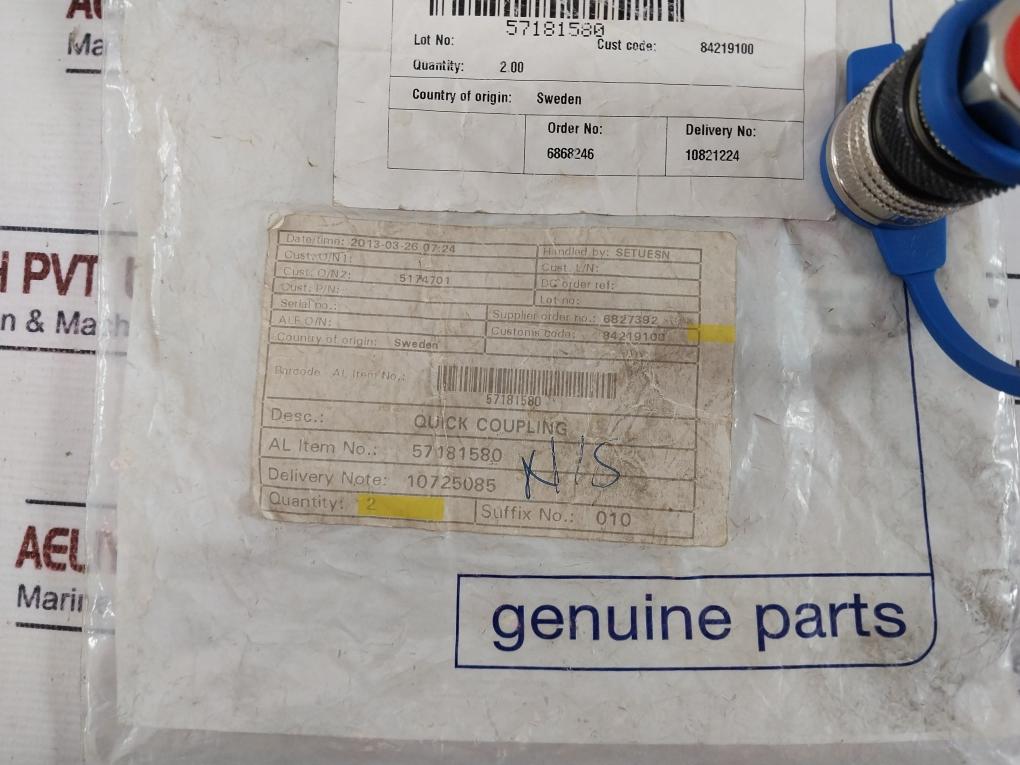 57181580
Lot No: Cust code: 84219100
Quantity: 2.00
Country of origin: Sweden
Order No: Delivery No:
6868246 10821224
Date/time: 2013-03-26 07:24 Handled by: SETUESN
Cust. O/N1: Cust. L/N:
Cust. O/N2: 5174701 DC order ref:
Cust. P/N: Lot no:
Serial no.: Supplier order no.: 6827392
ALF O/N: Customs code: 84219100
Country of origin: Sweden
Barcode AL Item No.:
57181580
Desc.: QUICK COUPLING
AL Item No.: 57181580
Delivery Note: 10725085
Quantity: 2 Suffix No.: 010
genuine parts
H PVT
n & Mach
Marin